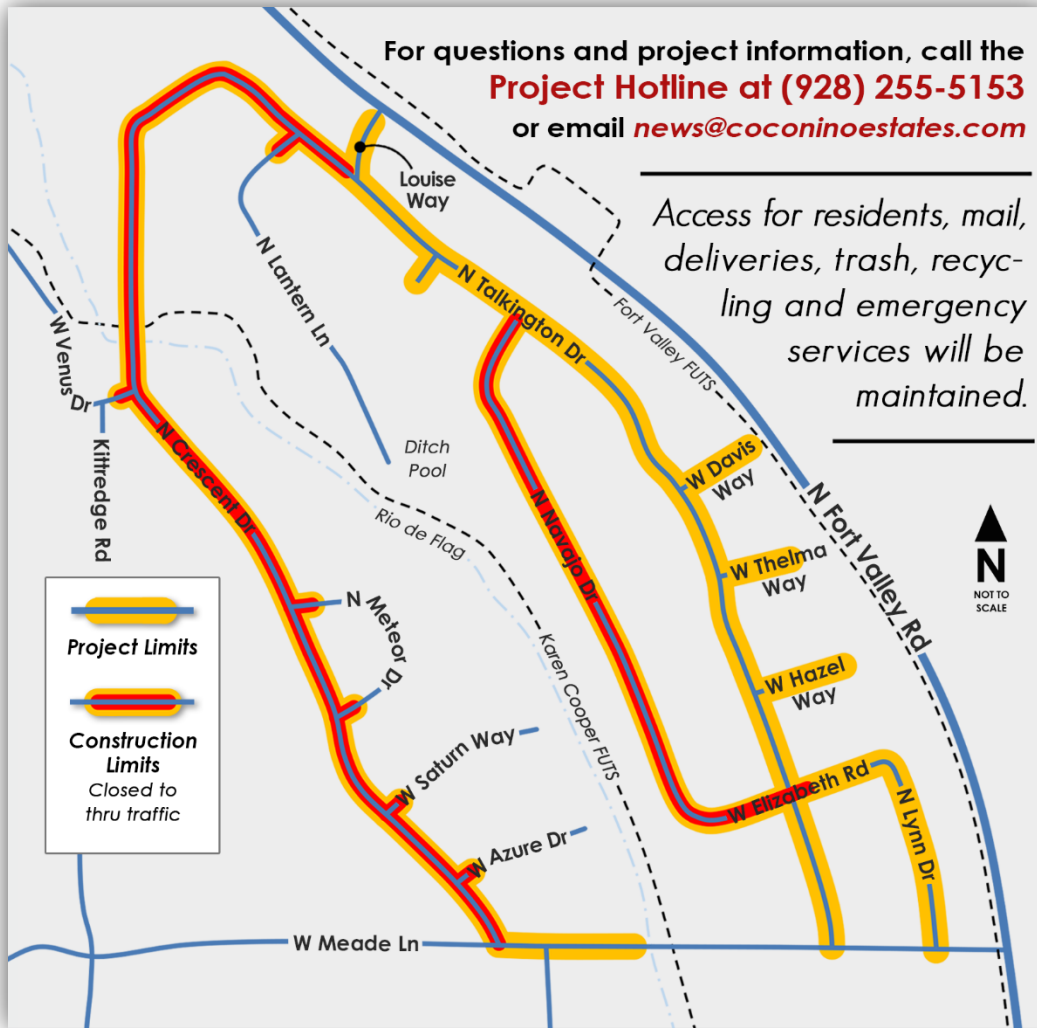 For questions and project information, call the
Project Hotline at (928) 255-5153
or email news@coconinoestates.com
Access for residents, mail,
deliveries, trash, recyc-
ling and emergency
services will be
maintained.
Louise
Way
N Lantern Ln
N Talkington Dr
Fort Valley FUTS
W Venus Dr
Kittredge Rd
N Crescent Dr
Ditch
Pool
Rio de Flag
N Navajo Dr
W Davis
Way
N Fort Valley Rd
W Thelma
Way
N
NOT TO
SCALE
N Meteor Dr
Karen Cooper FUTS
W Hazel
Way
Project Limits
Construction
Limits
Closed to
thru traffic
W Saturn Way
W Elizabeth Rd
N Lynn Dr
W Azure Dr
W Meade Ln